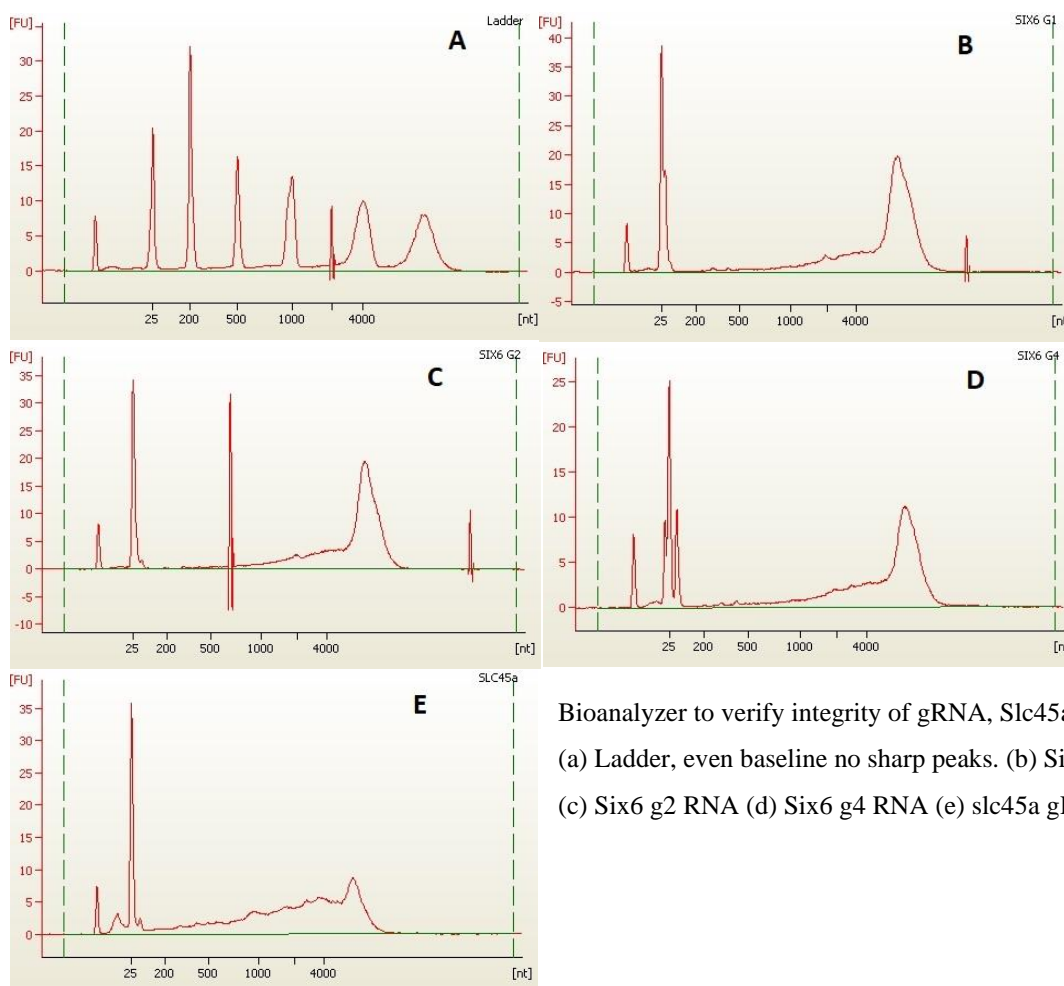 [FU] Ladder
A
30
25
20
15
10
5
0
25 200 500 1000 4000 [nt]
[FU] SIX6 G1
B
40
35
30
25
20
15
10
5
0
-5
25 200 500 1000 4000
[FU] SIX6 G2
C
35
30
25
20
15
10
5
0
-5
-10
25 200 500 1000 4000 [nt]
[FU] SIX6 G4
D
25
20
15
10
5
0
25 200 500 1000 4000
[FU] SLC45a
E
35
30
25
20
15
10
5
0
25 200 500 1000 4000 [nt]
Bioanalyzer to verify integrity of gRNA, Slc45a
(a) Ladder, even baseline no sharp peaks. (b) Si
(c) Six6 g2 RNA (d) Six6 g4 RNA (e) slc45a